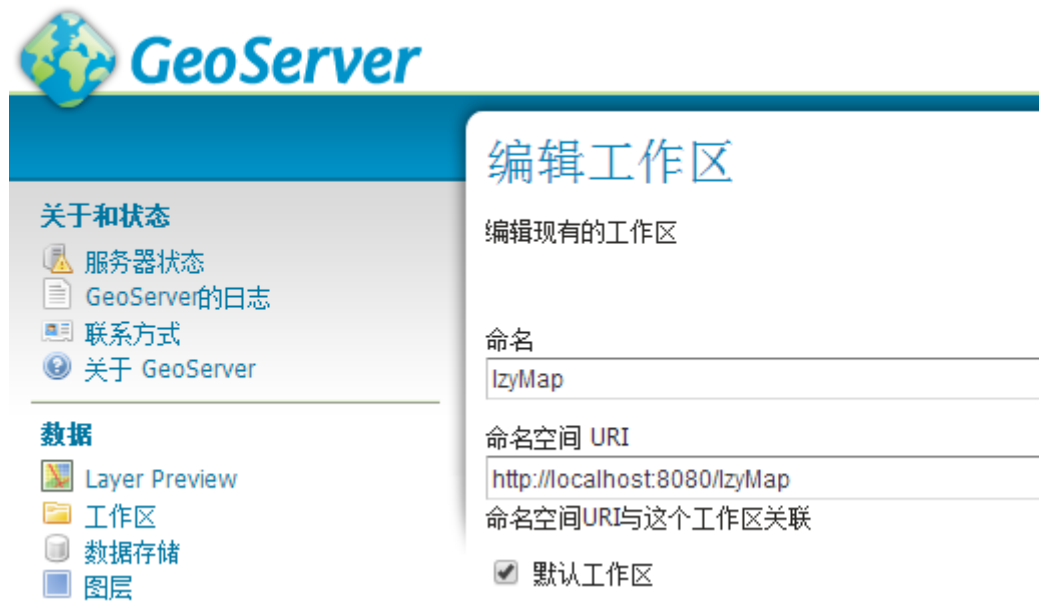 GeoServer
编辑工作区
编辑现有的工作区
命名
lzyMap
命名空间 URI
http://localhost:8080/lzyMap
命名空间URI与这个工作区关联
默认工作区
关于和状态
服务器状态
GeoServer的日志
联系方式
关于 GeoServer
数据
Layer Preview
工作区
数据存储
图层